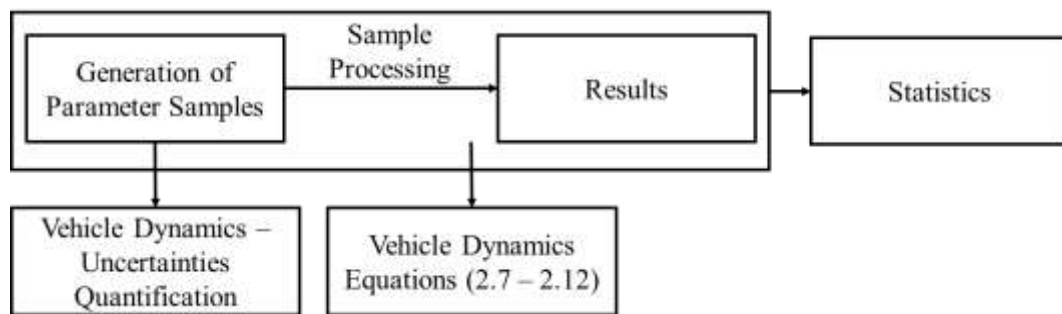 Generation of
Parameter Samples
Sample
Processing
Results
Statistics
Vehicle Dynamics –
Uncertainties
Quantification
Vehicle Dynamics
Equations (2.7 – 2.12)